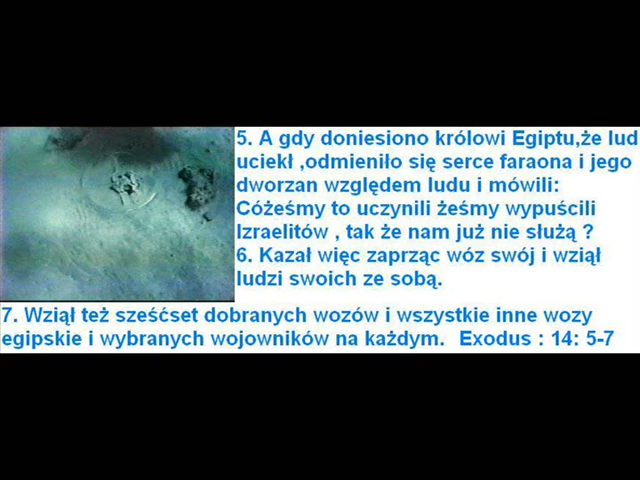 5. A gdy doniesiono królowi Egiptu,że lud
uciekł ,odmieniło się serce faraona i jego
dworzan względem ludu i mówili:
Cóżeśmy to uczynili żeśmy wypuścili
Izraelitów , tak że nam już nie służą ?
6. Kazał więc zaprząc wóz swój i wziął
ludzi swoich ze sobą.
7. Wziął też sześćset dobranych wozów i wszystkie inne wozy
egipskie i wybranych wojowników na każdym. Exodus : 14: 5-7